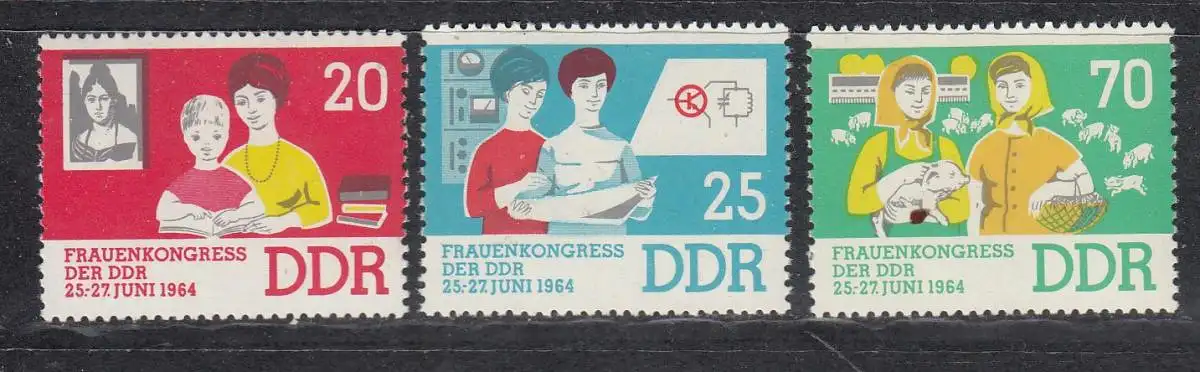 20
FRAUENKONGRESS
DER DDR
25.-27. JUNI 1964
DDR
25
FRAUENKONGRESS
DER DDR
25.-27. JUNI 1964
DDR
70
FRAUENKONGRESS
DER DDR
25.-27. JUNI 1964
DDR